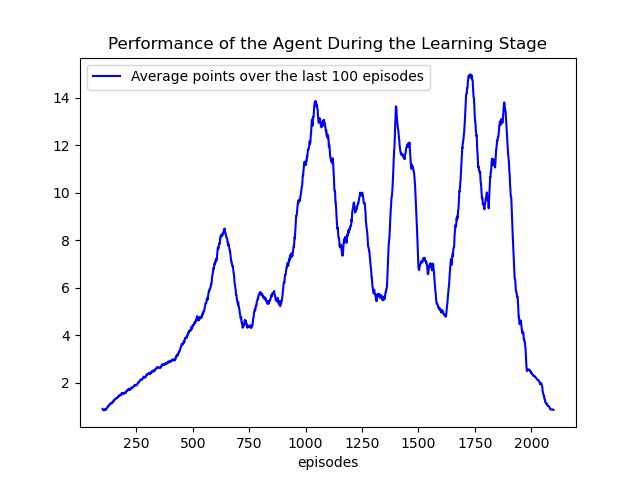 Performance of the Agent During the Learning Stage
Average points over the last 100 episodes
14
12
10
8
6
4
2
250 500 750 1000 1250 1500 1750 2000
episodes